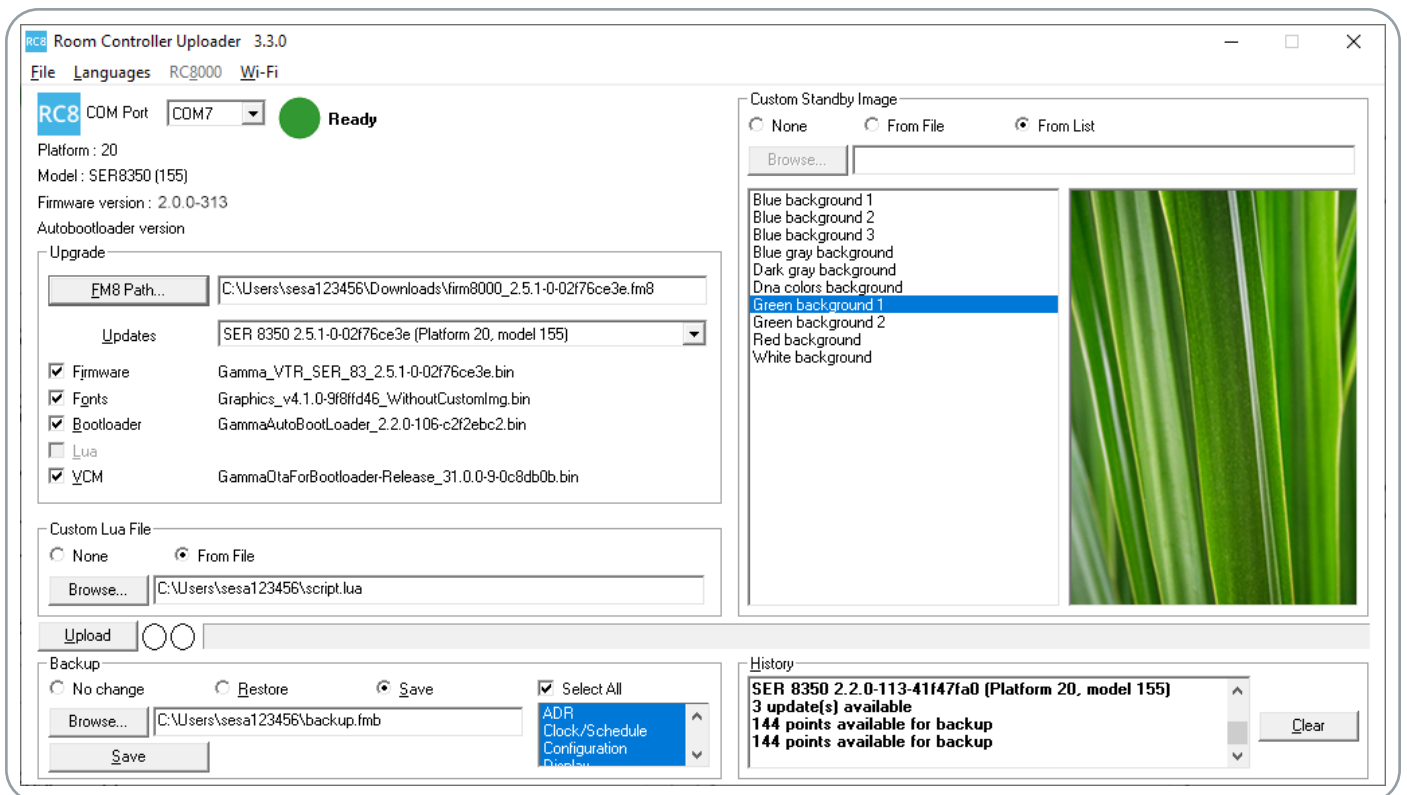 RC8 Room Controller Uploader 3.3.0
File Languages RC8000 Wi-Fi
RC8 COM Port COM7 Ready
Platform : 20
Model : SER8350 (155)
Firmware version : 2.0.0-313
Autobootloader version
Upgrade
FM8 Path... C:\Users\sesa123456\Downloads\firm8000_2.5.1-0-02f76ce3e.fm8
Updates SER 8350 2.5.1-0-02f76ce3e (Platform 20, model 155)
Firmware Gamma_VTR_SER_83_2.5.1-0-02f76ce3e.bin
Fonts Graphics_v4.1.0-9f8ffd46_WithoutCustomImg.bin
Bootloader GammaAutoBootLoader_2.2.0-106-c2f2ebc2.bin
Lua
VCM GammaOtaForBootloader-Release_31.0.0-9-0c8db0b.bin
Custom Lua File
None From File
Browse... C:\Users\sesa123456\script.lua
Custom Standby Image
None From File From List
Browse...
Blue background 1
Blue background 2
Blue background 3
Blue gray background
Dark gray background
Dna colors background
Green background 1
Green background 2
Red background
White background
Upload
Backup
No change Restore Save Select All
Browse... C:\Users\sesa123456\backup.fmb
Save
ADR
Clock/Schedule
Configuration
Display
History
SER 8350 2.2.0-113-41f47fa0 (Platform 20, model 155)
3 update(s) available
144 points available for backup
144 points available for backup
Clear